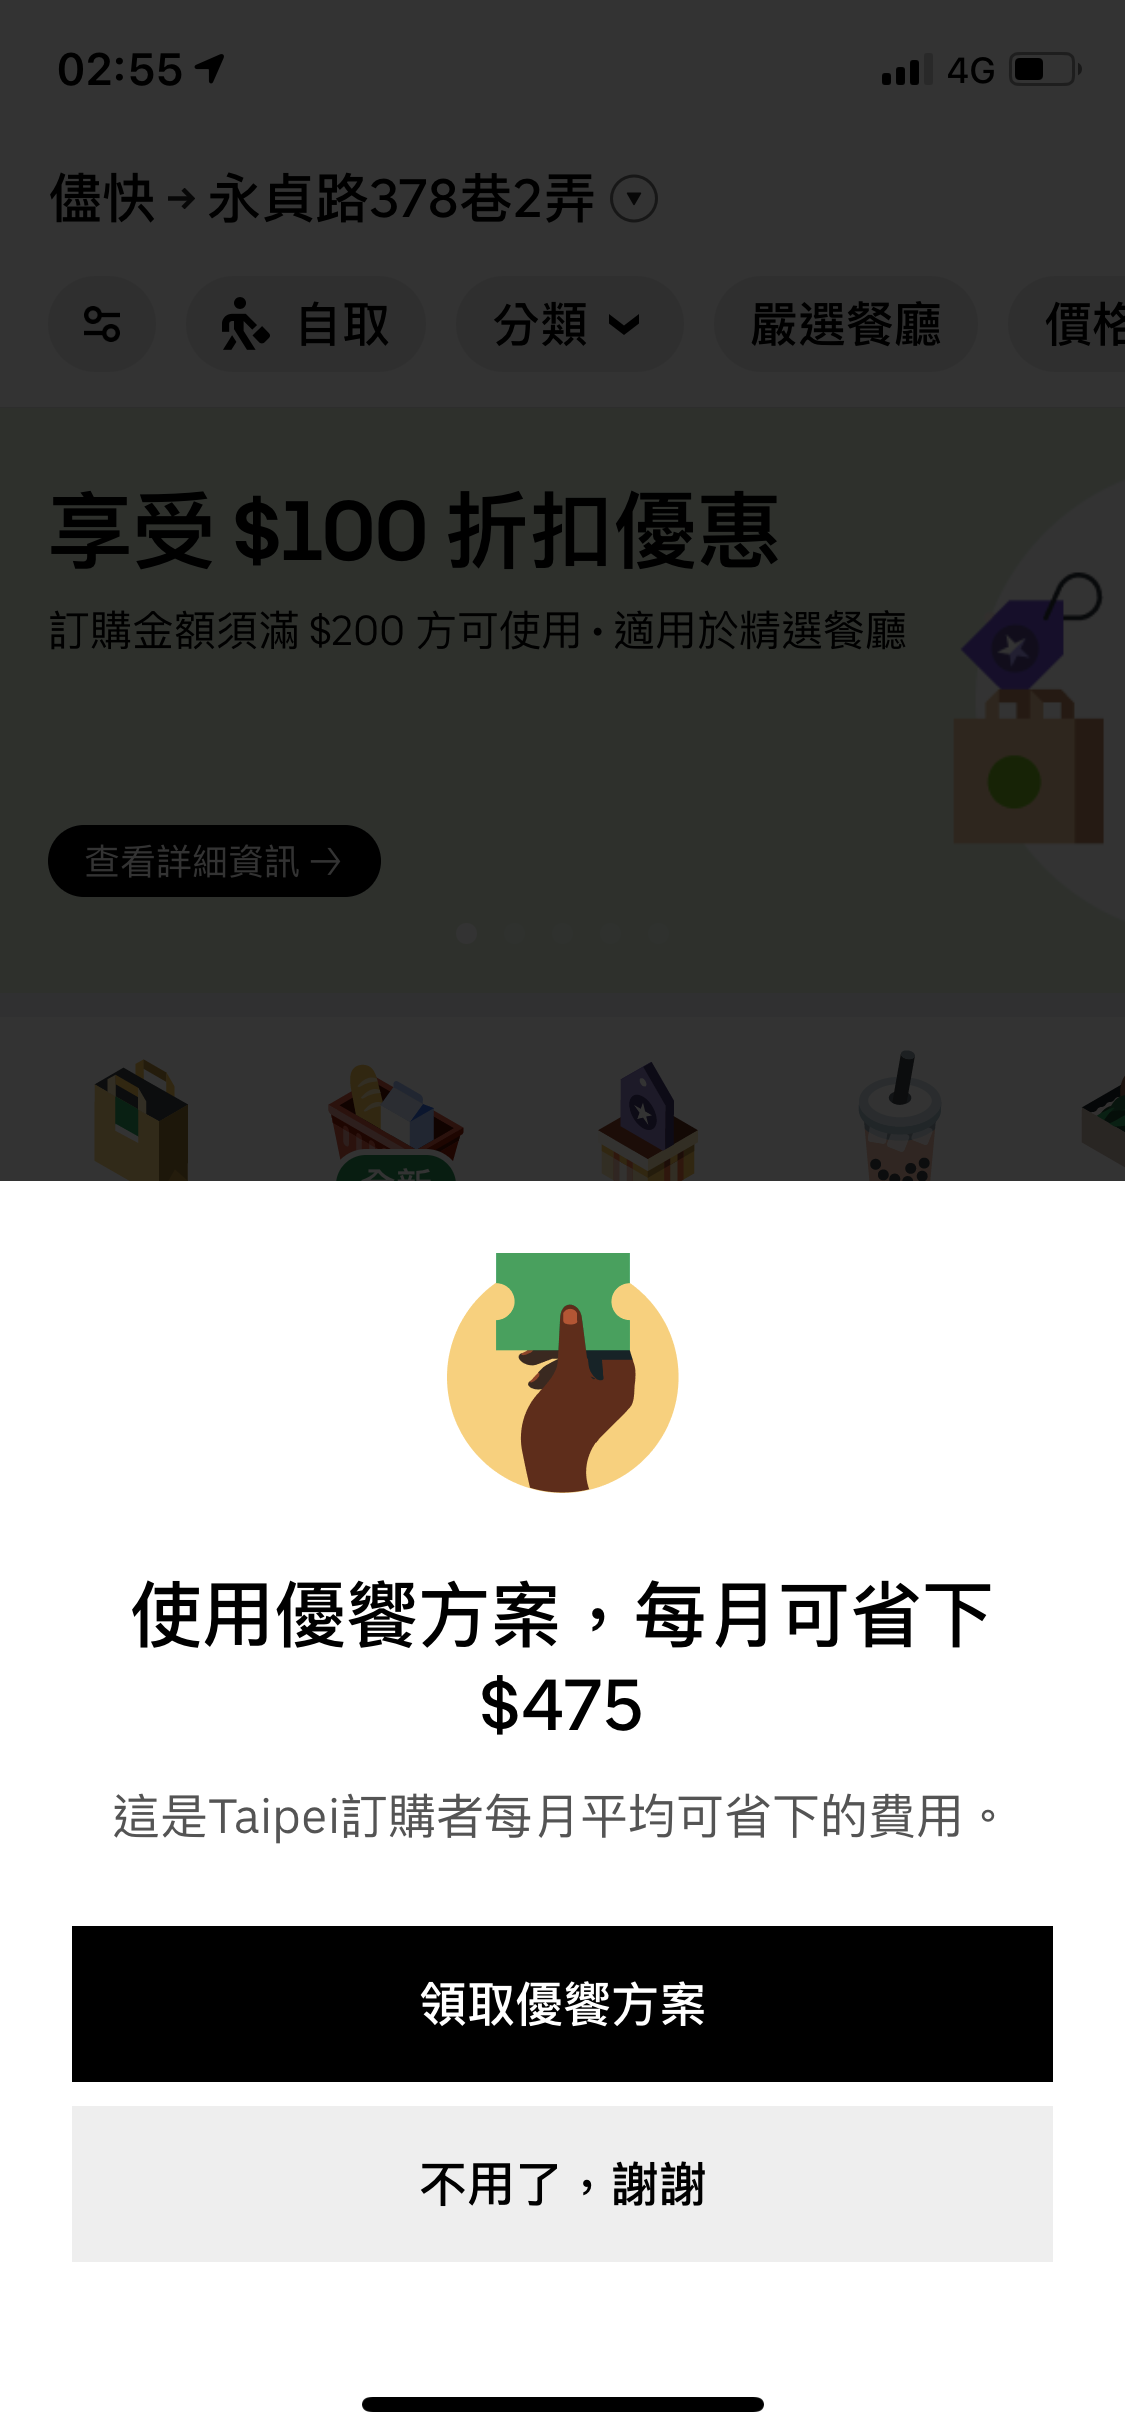 02:55
4G
儘快 → 永貞路378巷2弄
自取
分類
嚴選餐廳
價格
享受 $100 折扣優惠
訂購金額須滿 $200 方可使用 • 適用於精選餐廳
查看詳細資訊 →
全新
使用優饗方案，每月可省下
$475
這是Taipei訂購者每月平均可省下的費用。
領取優饗方案
不用了，謝謝